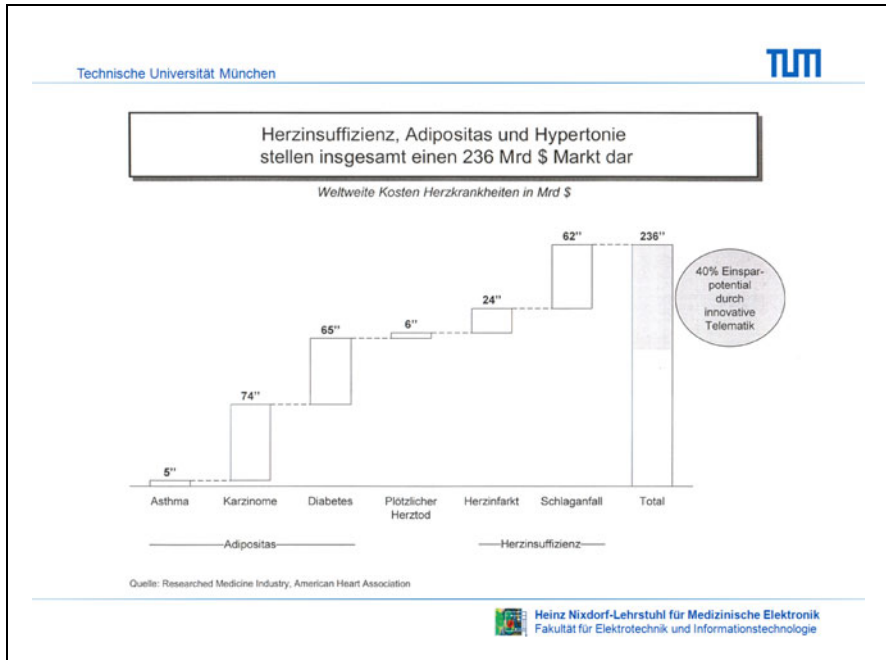 Technische Universität München
TUM
Herzinsuffizienz, Adipositas und Hypertonie
stellen insgesamt einen 236 Mrd $ Markt dar
Weltweite Kosten Herzkrankheiten in Mrd $
5"
74"
65"
6"
24"
62"
236"
40% Einspar-
potential
durch
innovative
Telematik
Asthma
Karzinome
Diabetes
Plötzlicher
Herztod
Herzinfarkt
Schlaganfall
Total
Adipositas
Herzinsuffizienz
Quelle: Researched Medicine Industry, American Heart Association
Heinz Nixdorf-Lehrstuhl für Medizinische Elektronik
Fakultät für Elektrotechnik und Informationstechnologie